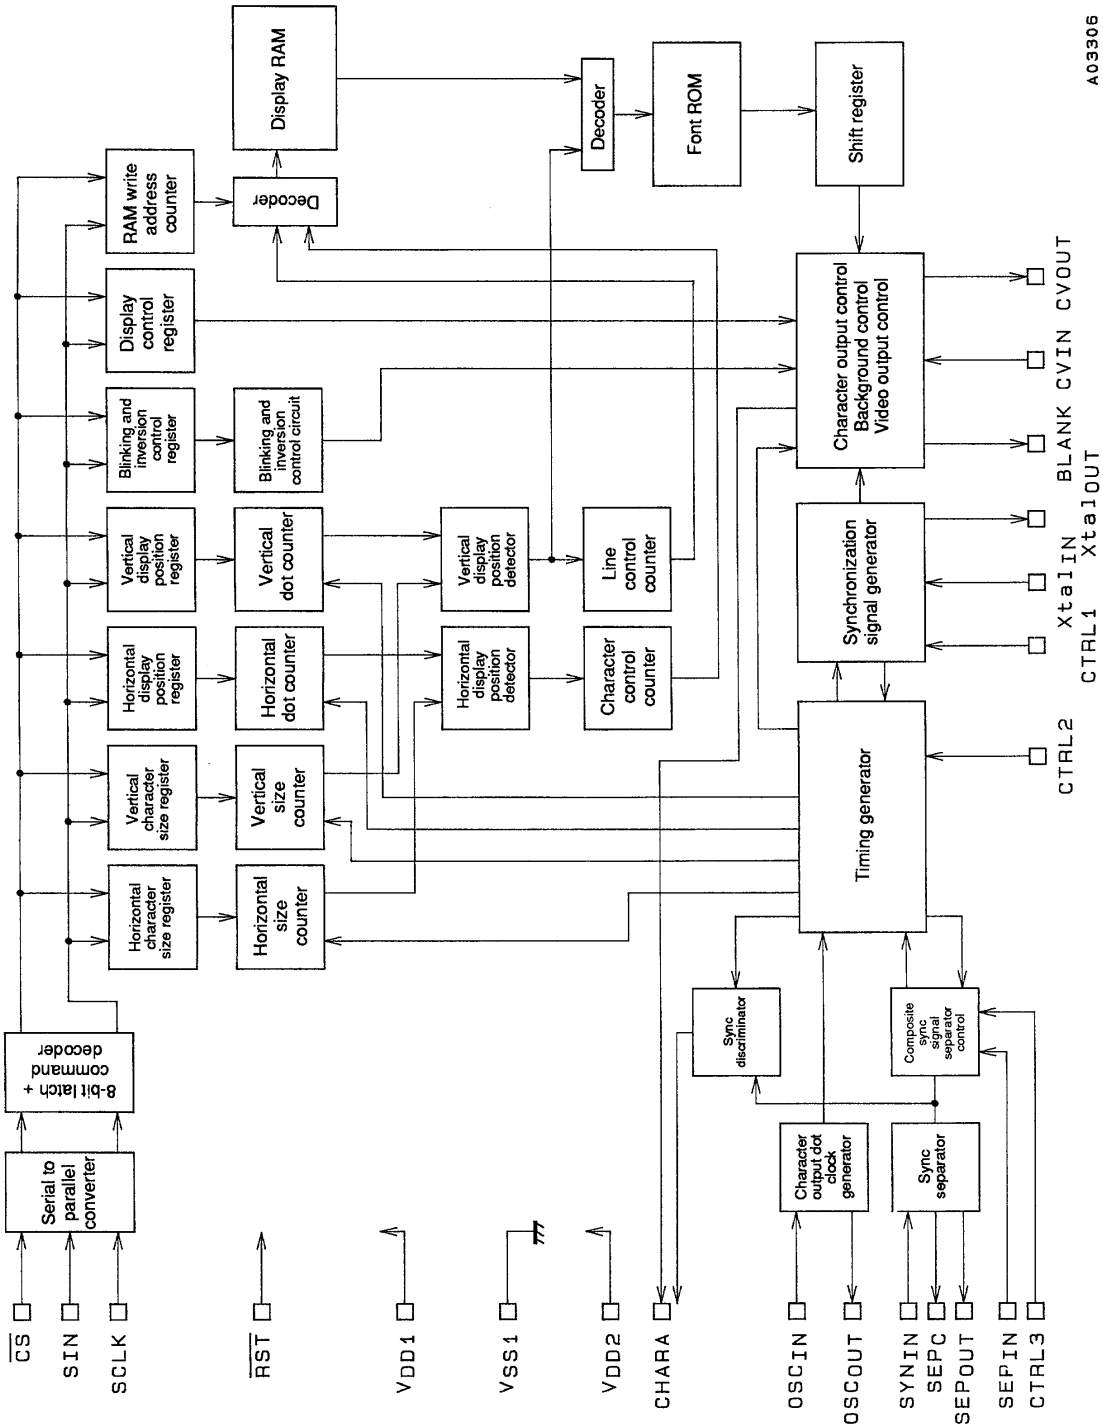 A03306
Display RAM
Decoder
Font ROM
Shift register
RAM write
address
counter
Decoder
Display
control
register
Blinking and
inversion
control
register
Blinking and
inversion
control circuit
Character output control
Background control
Video output control
CVOUT
CVIN
BLANK
Vertical
display
position
register
Vertical
dot counter
Vertical
display
position
detector
Line
control
counter
Synchronization
signal generator
XtalOUT
XtalIN
CTRL1
Horizontal
display
position
register
Horizontal
dot counter
Horizontal
display
position
detector
Character
control
counter
Vertical
character
size register
Vertical
size
counter
Timing generator
CTRL2
Horizontal
character
size register
Horizontal
size
counter
8-bit latch +
command
decoder
Sync
discriminator
Composite
sync
signal
separator
control
Serial to
parallel
converter
Character
output dot
clock
generator
Sync
separator
CS
SIN
SCLK
RST
VDD1
VSS1
VDD2
CHARA
OSCIN
OSCOUT
SYNIN
SEPC
SEPOUT
SEPIN
CTRL3